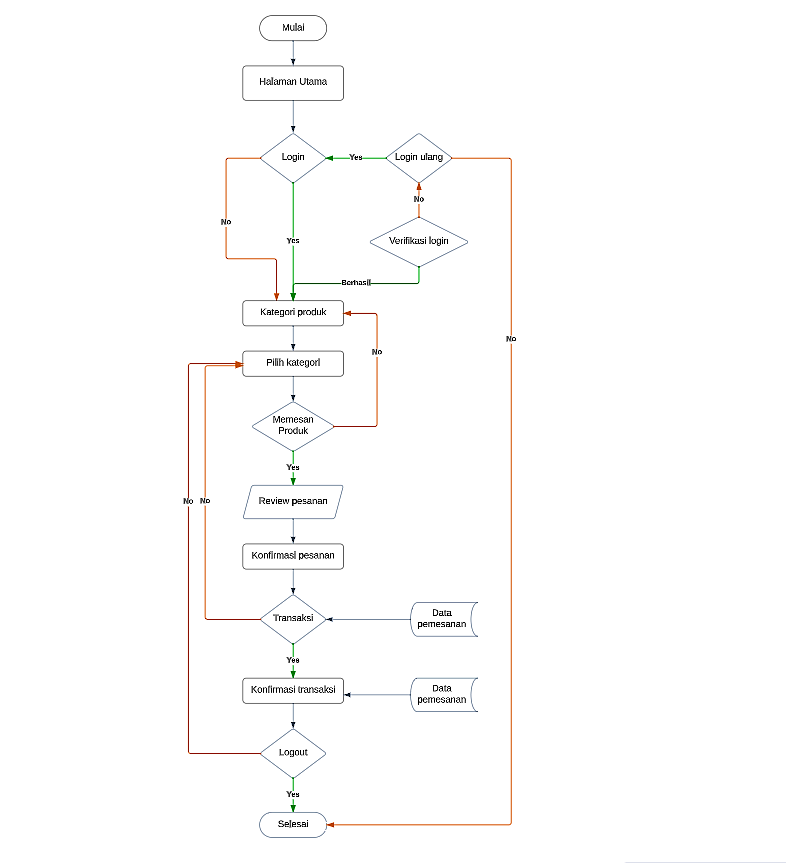 Mulai
Halaman Utama
Login
Yes
Login ulang
No
No
Yes
Verifikasi login
Berhasil
Kategori produk
No
No
Pilih kategori
Memesan
Produk
Yes
Review pesanan
No
No
Konfirmasi pesanan
Transaksi
Data
pemesanan
Yes
Konfirmasi transaksi
Data
pemesanan
Logout
Yes
Selesai